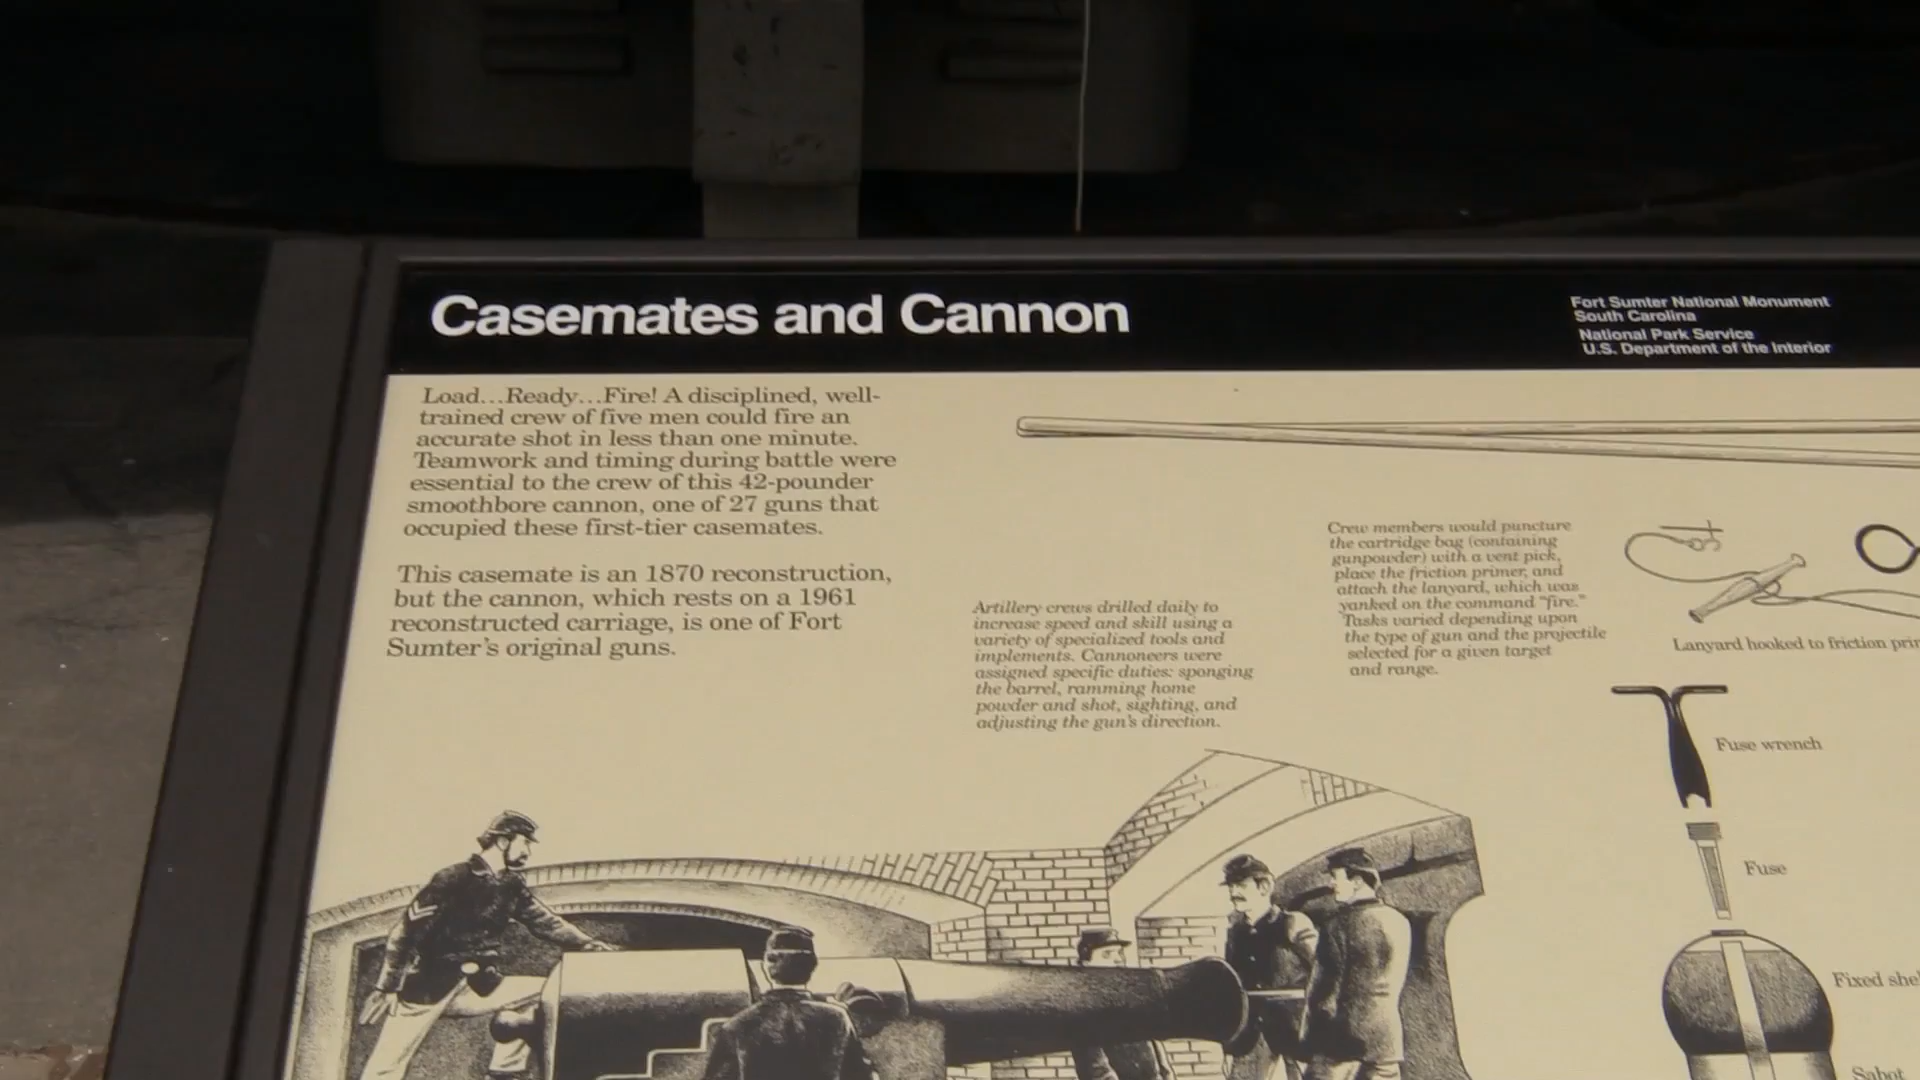 Casemates and Cannon
Fort Sumter National Monument
South Carolina
National Park Service
U.S. Department of the Interior
Load...Ready...Fire! A disciplined, well-
trained crew of five men could fire an
accurate shot in less than one minute.
Teamwork and timing during battle were
essential to the crew of this 42-pounder
smoothbore cannon, one of 27 guns that
occupied these first-tier casemates.
This casemate is an 1870 reconstruction,
but the cannon, which rests on a 1961
reconstructed carriage, is one of Fort
Sumter's original guns.
Artillery crews drilled daily to
increase speed and skill using a
variety of specialized tools and
implements. Cannoneers were
assigned specific duties: sponging
the barrel, ramming home
powder and shot, sighting, and
adjusting the gun's direction.
Crew members would puncture
the cartridge bag (containing
gunpowder) with a vent pick,
place the friction primer, and
attach the lanyard, which was
yanked on the command "fire."
Tasks varied depending upon
the type of gun and the projectile
selected for a given target
and range.
Lanyard hooked to friction
Fuse wrench
Fuse
Fixed
Sabot